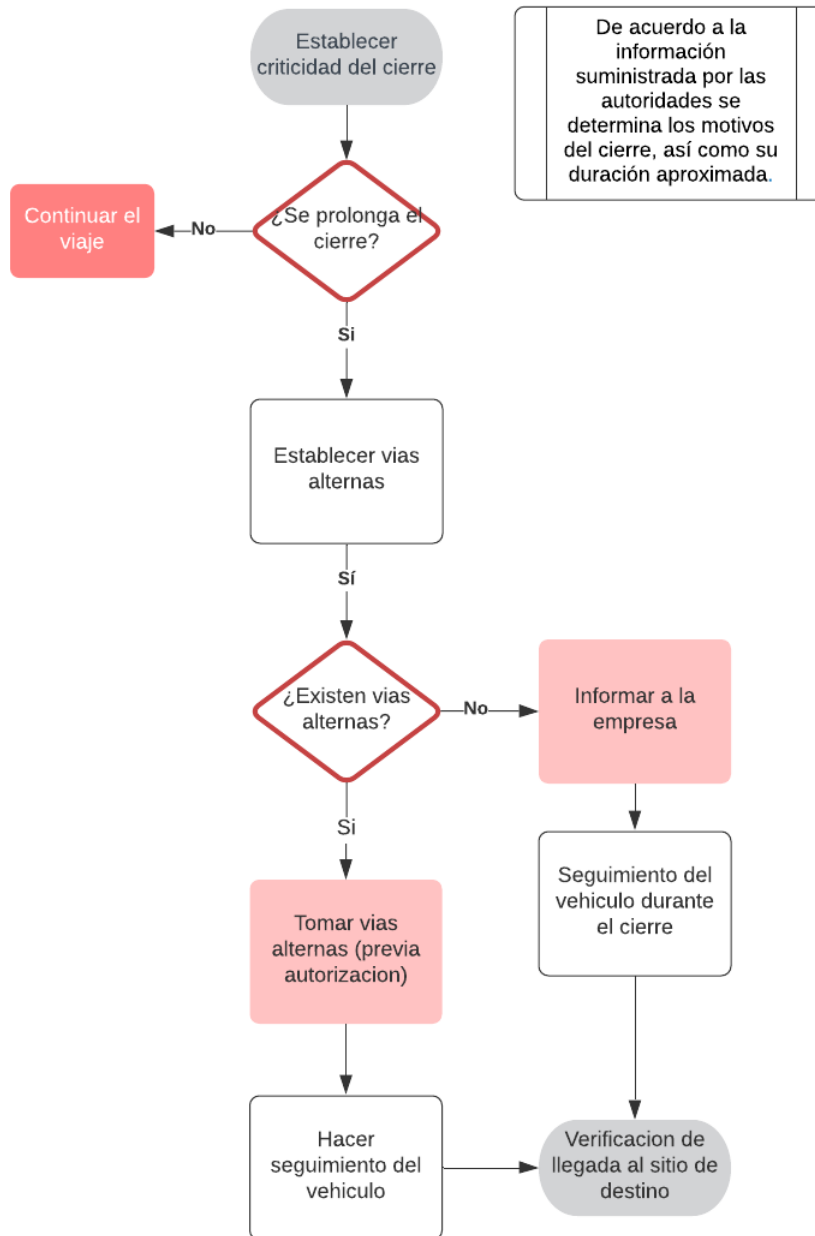 Establecer
criticidad del cierre
De acuerdo a la
información
suministrada por las
autoridades se
determina los motivos
del cierre, así como su
duración aproximada.
¿Se prolonga el
cierre?
No
Continuar el
viaje
Si
Establecer vias
alternas
Sí
¿Existen vias
alternas?
No
Informar a la
empresa
Si
Seguimiento del
vehiculo durante
el cierre
Tomar vias
alternas (previa
autorizacion)
Hacer
seguimiento del
vehiculo
Verificacion de
llegada al sitio de
destino